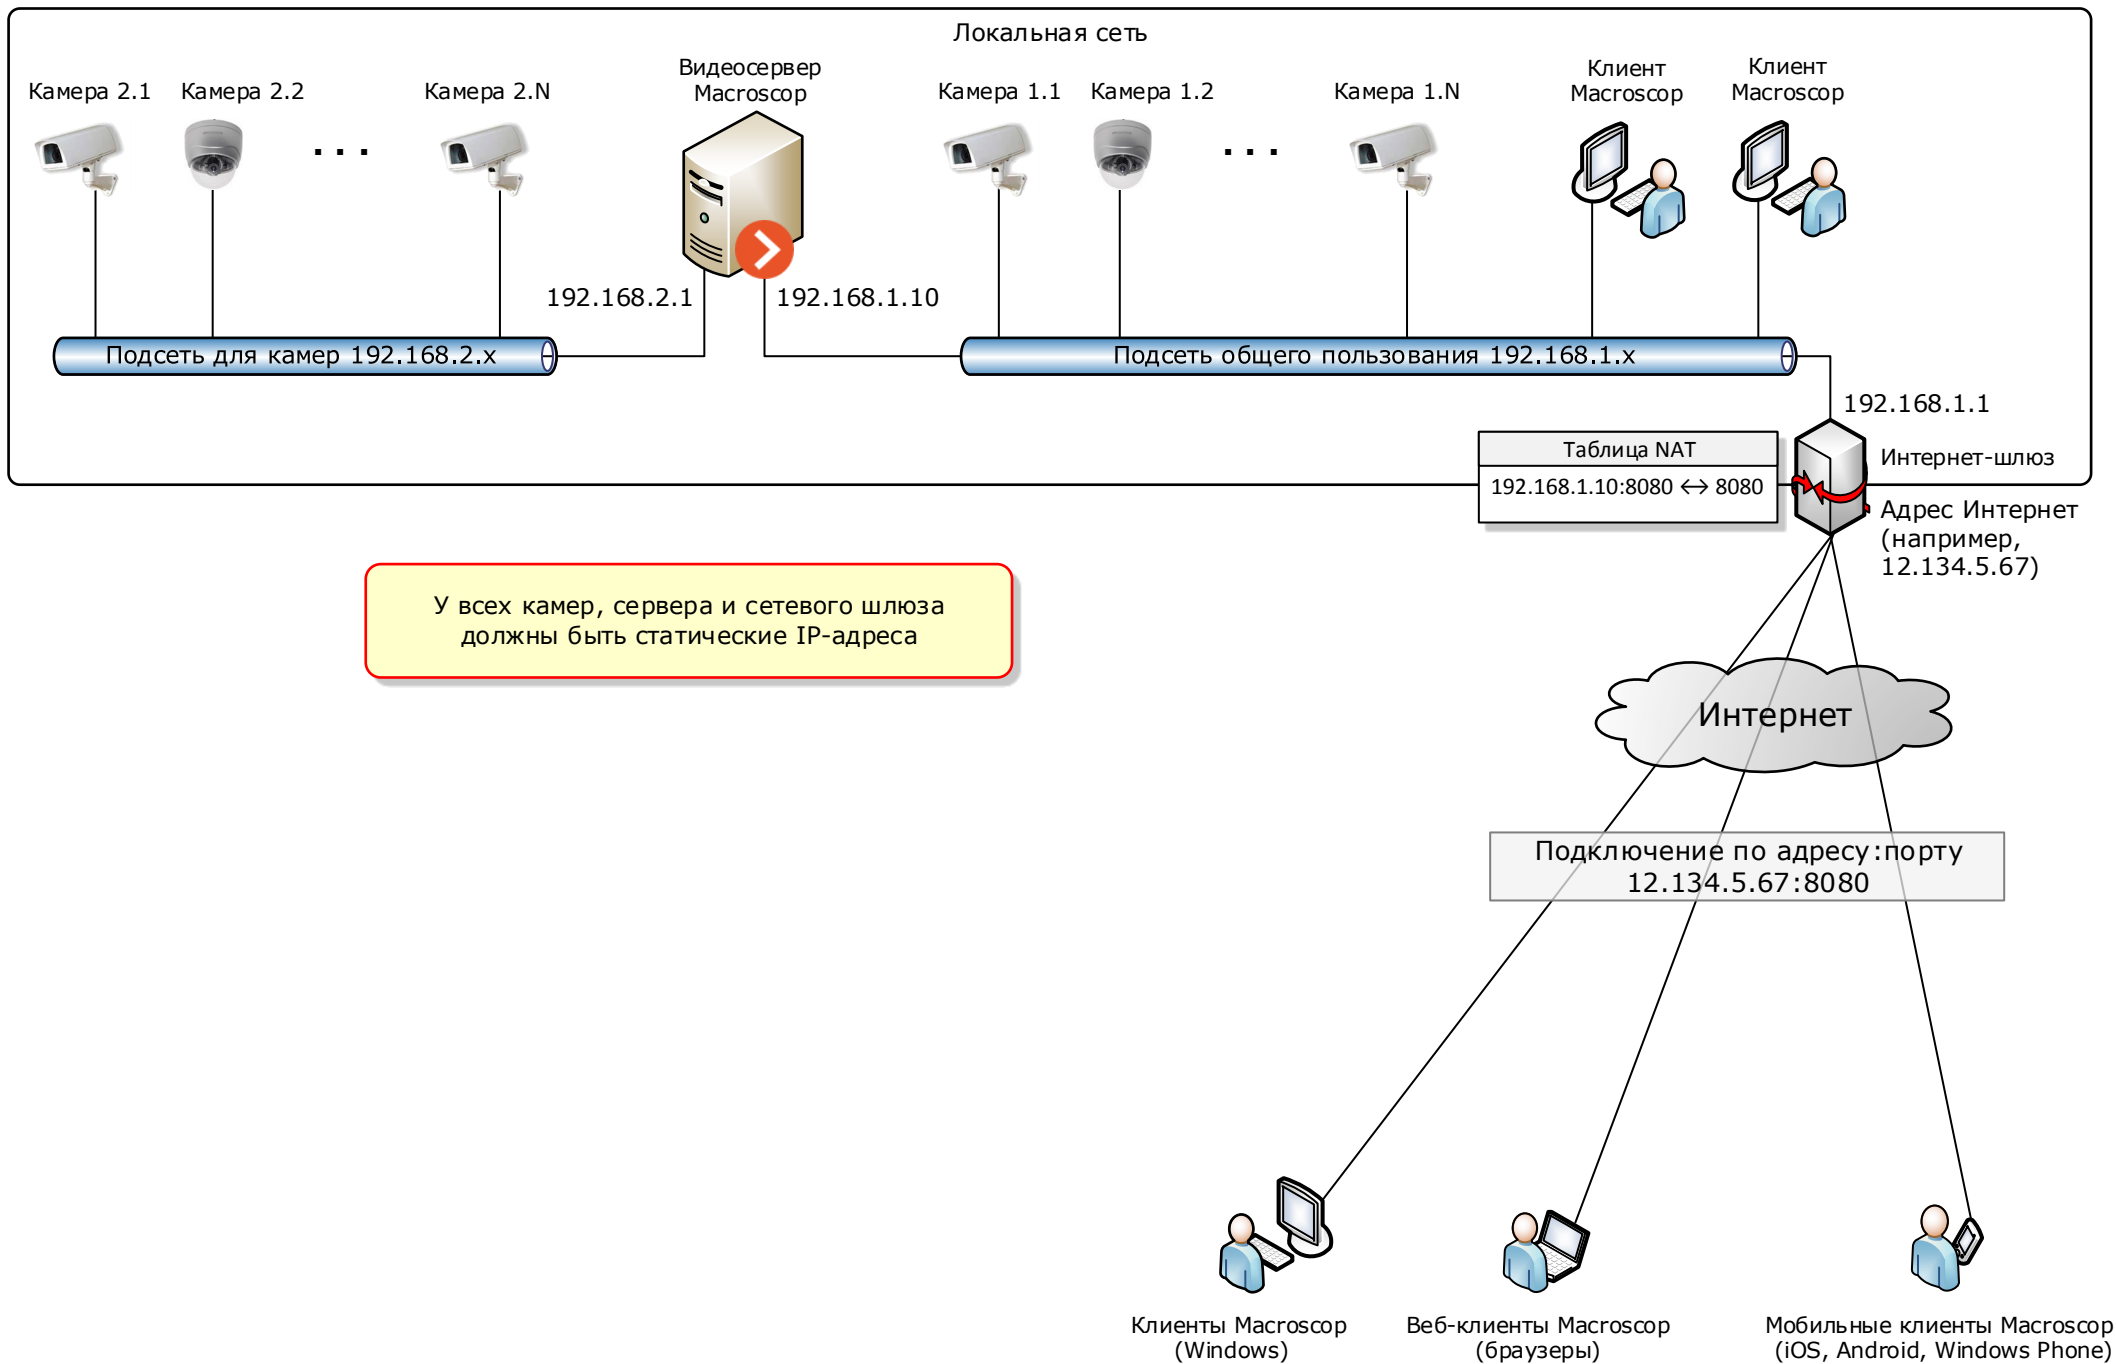 Локальная сеть
Камера 2.1
Камера 2.2
. . .
Камера 2.N
Видеосервер
Macroscop
Камера 1.1
Камера 1.2
. . .
Камера 1.N
Клиент
Macroscop
Клиент
Macroscop
192.168.2.1
192.168.1.10
Подсеть для камер 192.168.2.x
Подсеть общего пользования 192.168.1.x
192.168.1.1
Таблица NAT
192.168.1.10:8080 ↔ 8080
Интернет-шлюз
Адрес Интернет
(например,
12.134.5.67)
У всех камер, сервера и сетевого шлюза
должны быть статические IP-адреса
Интернет
Подключение по адресу:порту
12.134.5.67:8080
Клиенты Macroscop
(Windows)
Веб-клиенты Macroscop
(браузеры)
Мобильные клиенты Macroscop
(iOS, Android, Windows Phone)